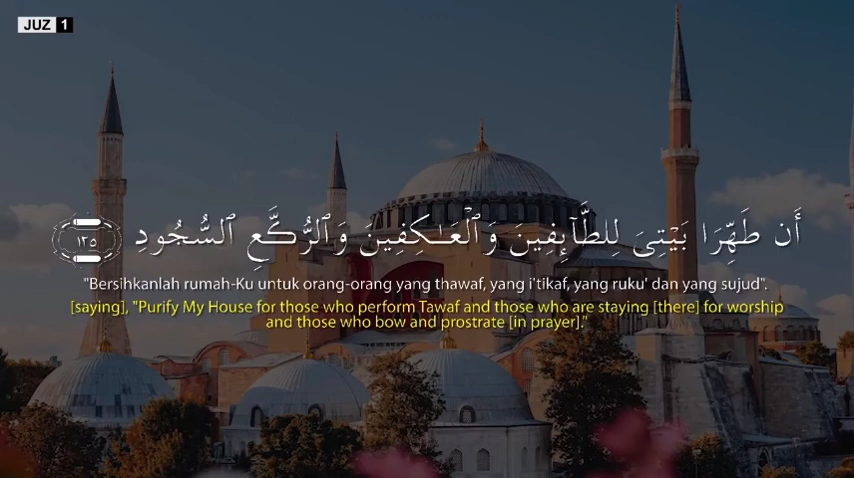 JUZ 1
أَن طَهِّرَا بَيْتِىَ لِلطَّآئِفِينَ وَٱلْعَـٰكِفِينَ وَٱلرُّكَّعِ ٱلسُّجُودِ ١٢٥
"Bersihkanlah rumah-Ku untuk orang-orang yang thawaf, yang i'tikaf, yang ruku' dan yang sujud".
[saying], "Purify My House for those who perform Tawaf and those who are staying [there] for worship
and those who bow and prostrate [in prayer]."